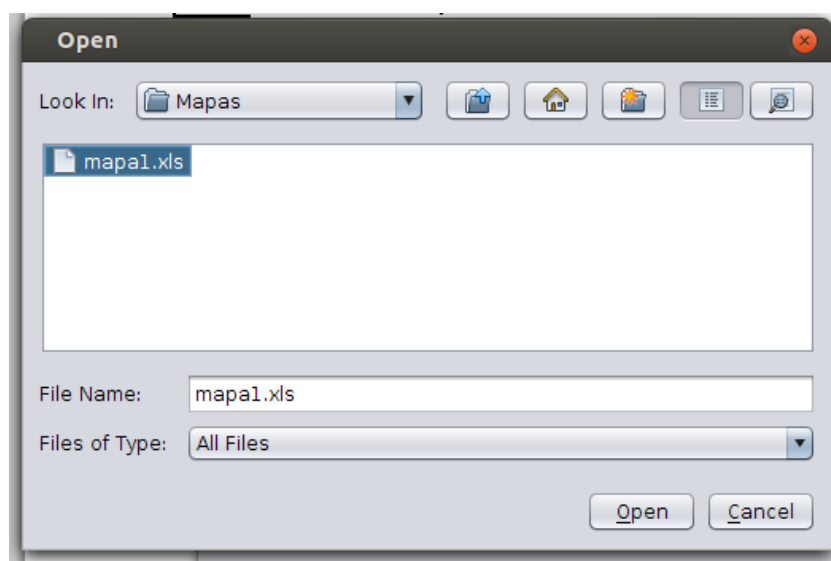 Open
Look In: Mapas
mapa1.xls
File Name: mapa1.xls
Files of Type: All Files
Open Cancel